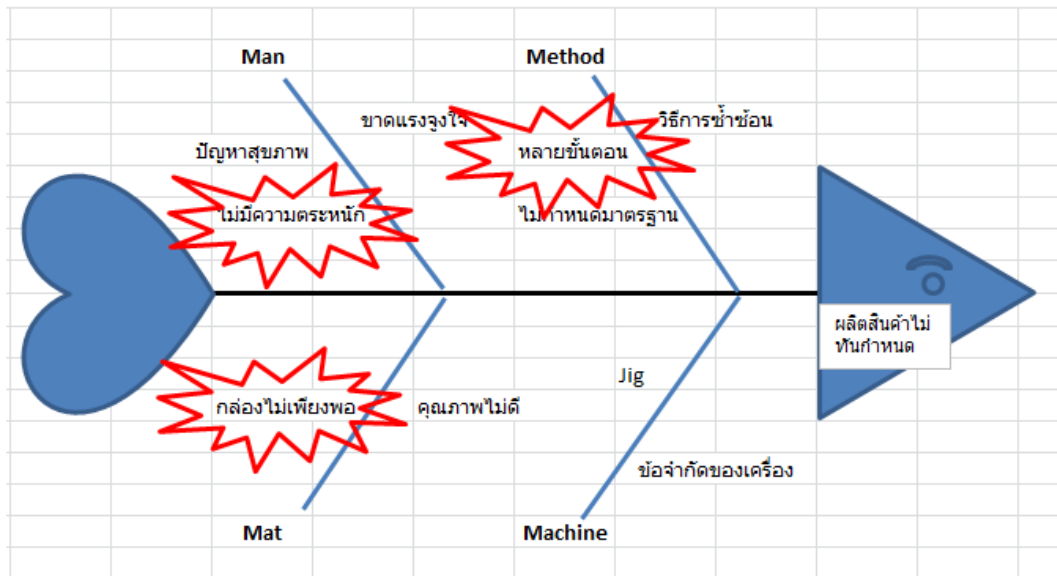 Man
Method
ขาดแรงจูงใจ
วิธีการซ้ำซ้อน
ปัญหาสุขภาพ
หลายขั้นตอน
ไม่มีความตระหนัก
ไม่กำหนดมาตรฐาน
ผลิตสินค้าไม่
ทันกำหนด
Jig
กล่องไม่เพียงพอ
คุณภาพไม่ดี
ข้อจำกัดของเครื่อง
Mat
Machine